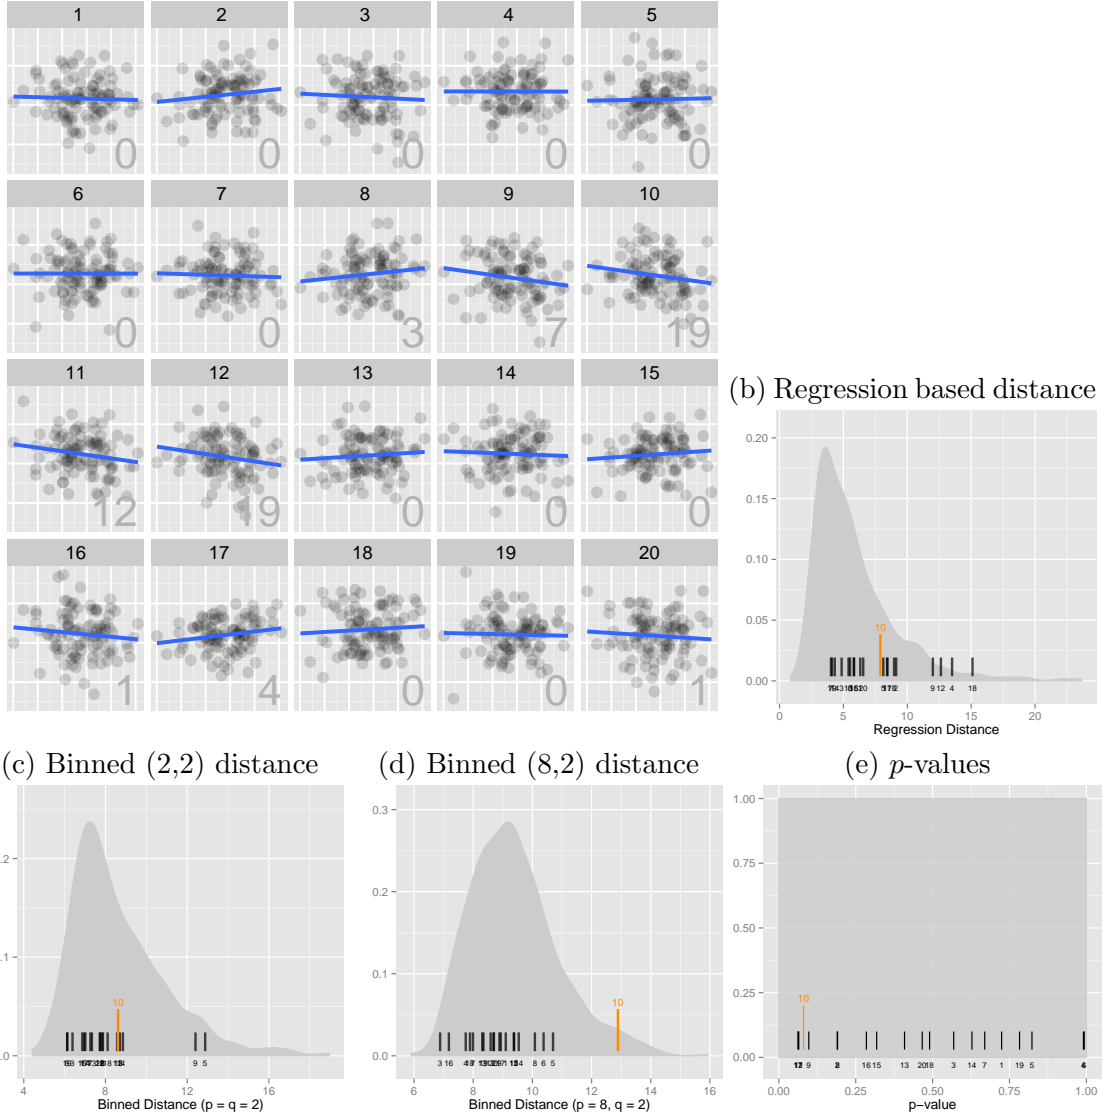 1 2 3 4 5
0 0 0 0 0
6 7 8 9 10
0 0 3 7 19
11 12 13 14 15
12 19 0 0 0
16 17 18 19 20
1 4 0 0 1
(b) Regression based distance
0.20
0.15
0.10
0.05
0.00
10
9 12 4 18
0 5 10 15 20
Regression Distance
(c) Binned (2,2) distance
.2
.1
.0
10
9 5
4 8 12 16
Binned Distance (p = q = 2)
(d) Binned (8,2) distance
0.3
0.2
0.1
0.0
10
3 16 8 6 5
6 8 10 12 14 16
Binned Distance (p = 8, q = 2)
(e) p-values
1.00
0.75
0.50
0.25
0.00
10
9 16 15 13 20 18 3 14 7 1 19 5
0.00 0.25 0.50 0.75 1.00
p-value